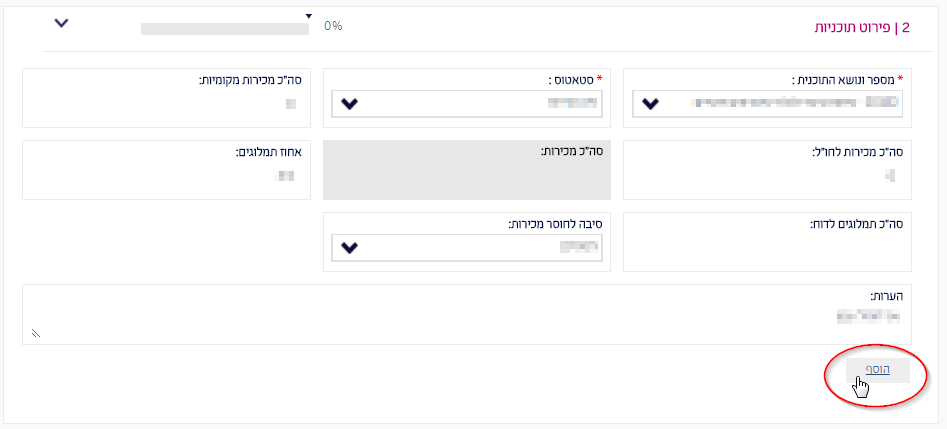 2 | פירוט תוכניות
0%
* מספר ונושא התוכנית :
* סטאטוס :
סה"כ מכירות מקומיות:
סה"כ מכירות לחו"ל:
סה"כ מכירות:
אחוז תמלוגים:
סה"כ תמלוגים לדוח:
סיבה לחוסר מכירות:
הערות:
הוסף